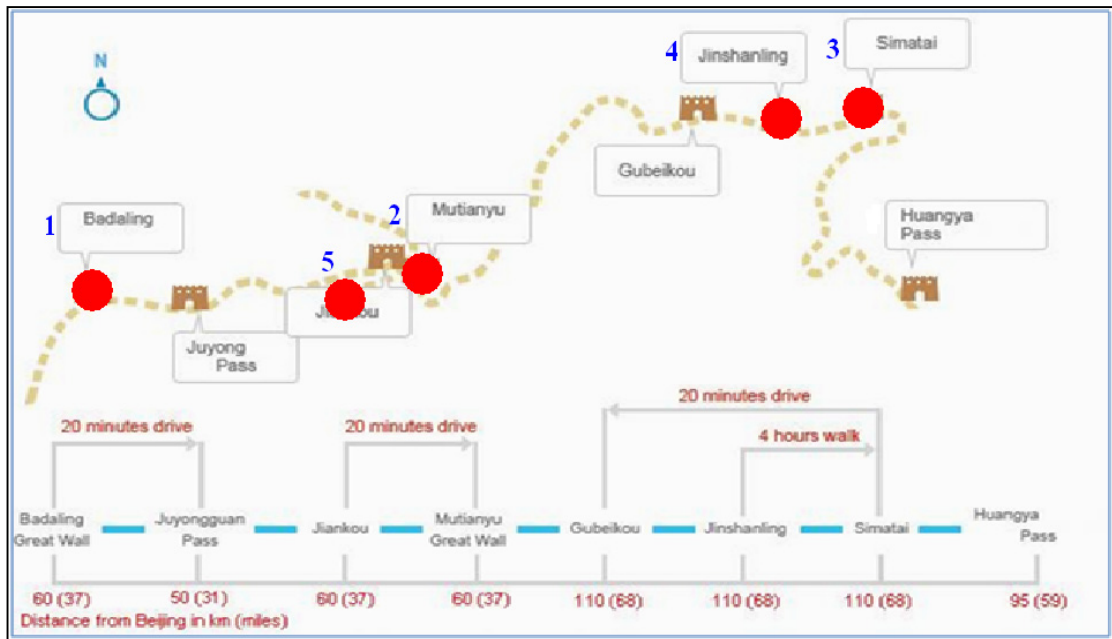 N
4
Jinshanling
3
Simatai
Gubeikou
1
Badaling
2
Mutianyu
Huangya
Pass
5
Juyong
Pass
20 minutes drive
20 minutes drive
20 minutes drive
4 hours walk
Badaling
Great Wall
Juyongguan
Pass
Jiankou
Mutianyu
Great Wall
Gubeikou
Jinshanling
Simatai
Huangya
Pass
60 (37)
50 (31)
60 (37)
60 (37)
110 (68)
110 (68)
110 (68)
95 (59)
Distance from Beijing in km (miles)